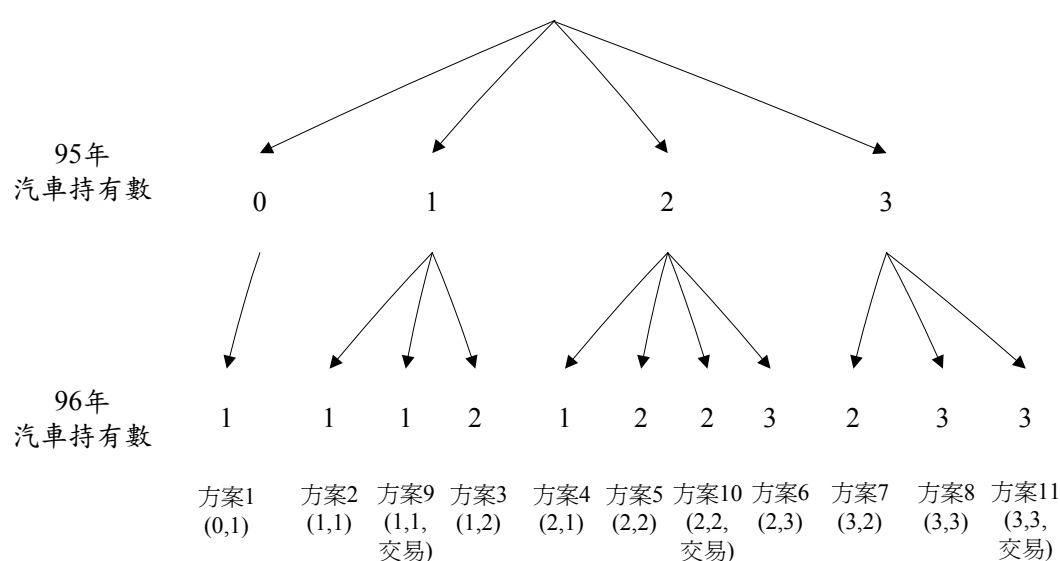 95年
汽車持有數
0 1 2 3
96年
汽車持有數
1 1 1 2 1 2 2 3 2 3 3
方案1 方案2 方案9 方案3 方案4 方案5 方案10 方案6 方案7 方案8 方案11
(0,1) (1,1) (1,1, (1,2) (2,1) (2,2) (2,2, (2,3) (3,2) (3,3) (3,3,
交易) 交易) 交易)